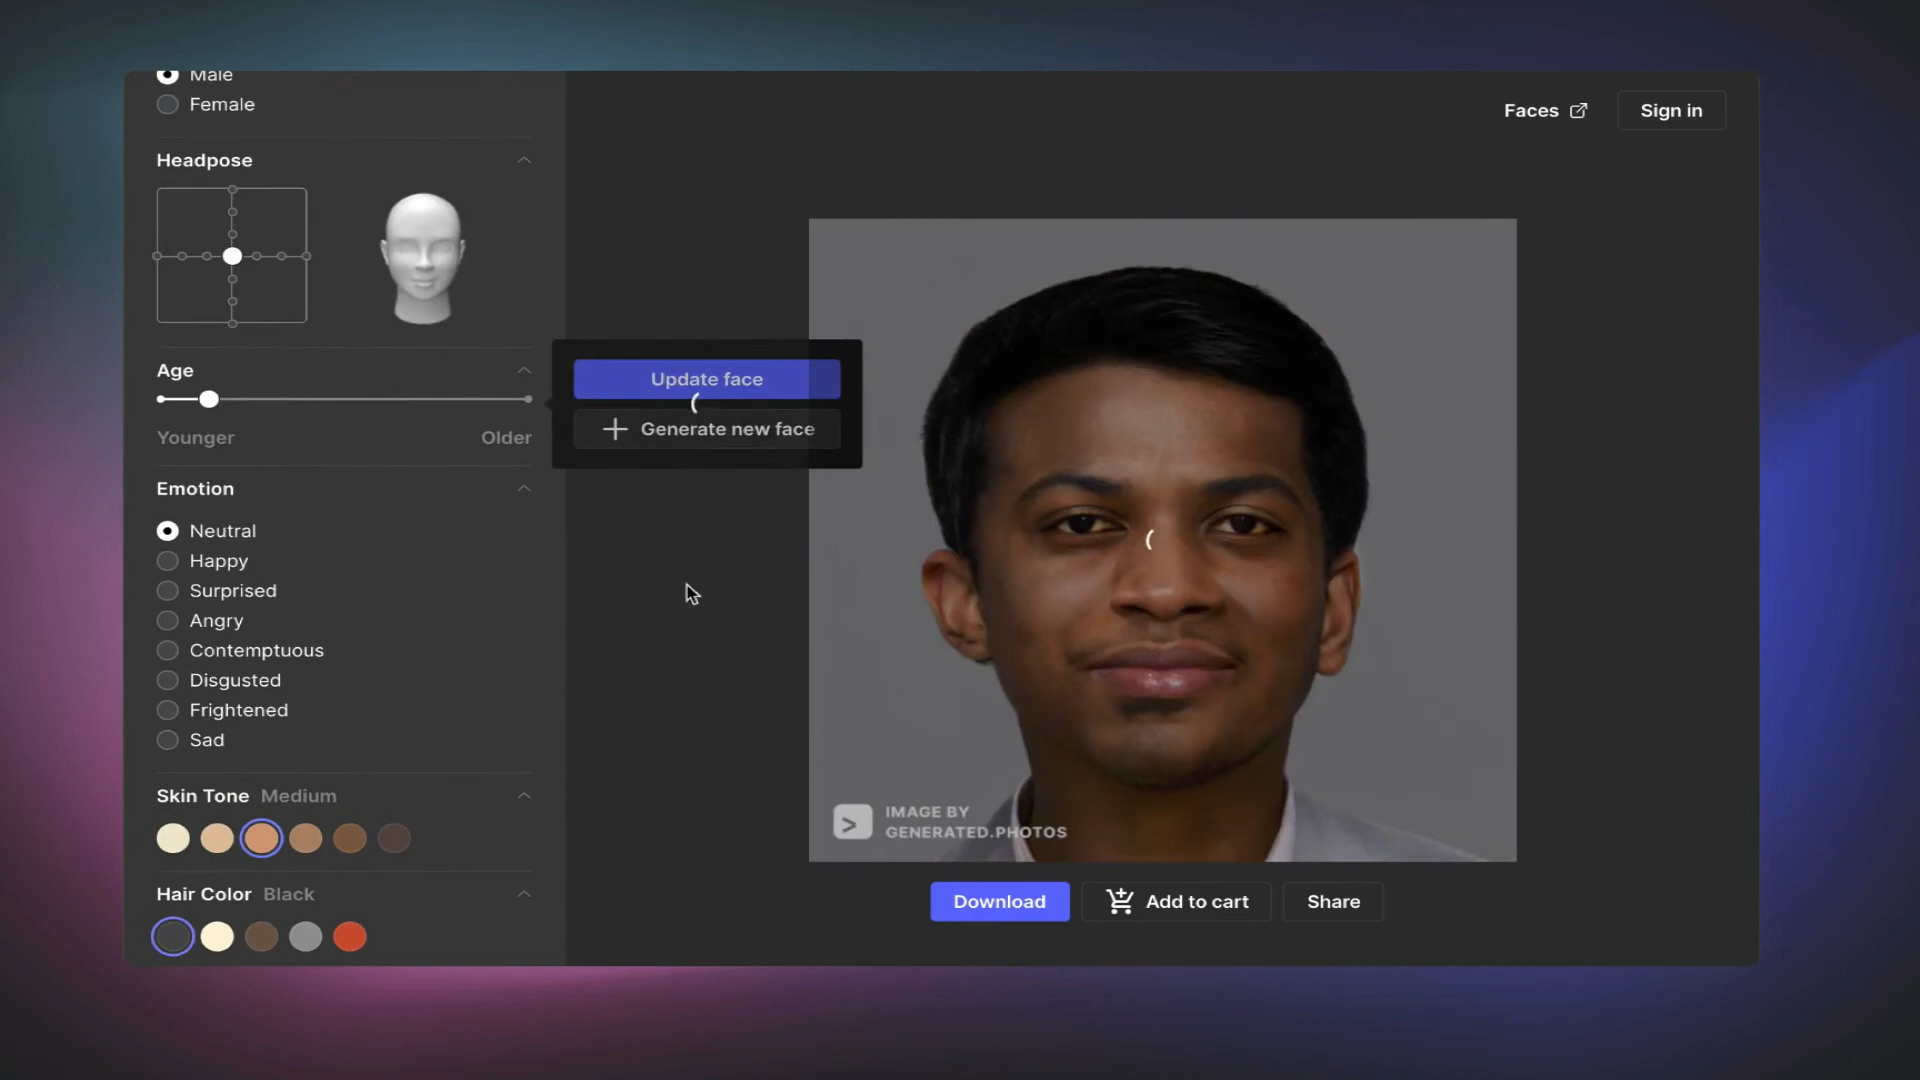 Male
Female
Faces
Sign in
Headpose
Age
Younger
Older
Update face
Generate new face
Emotion
Neutral
Happy
Surprised
Angry
Contemptuous
Disgusted
Frightened
Sad
Skin Tone Medium
Hair Color Black
IMAGE BY
GENERATED.PHOTOS
Download
Add to cart
Share